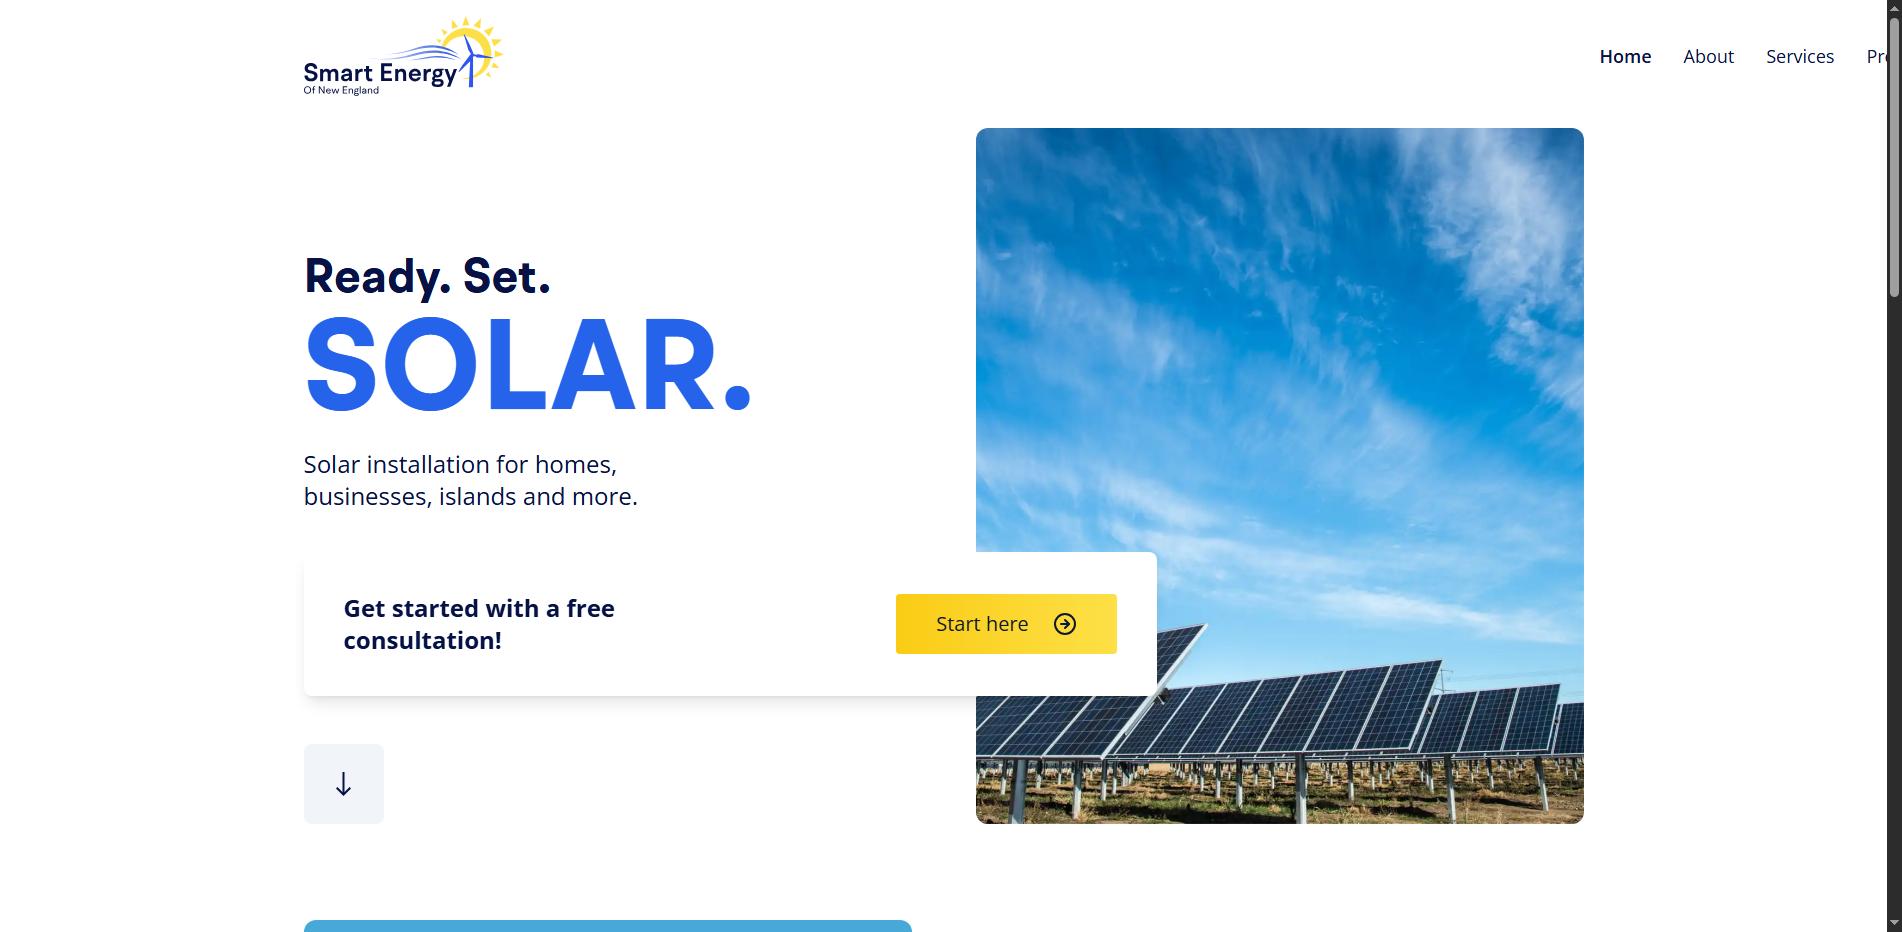 Smart Energy
Of New England
Home
About
Services
Ready. Set.
SOLAR.
Solar installation for homes,
businesses, islands and more.
Get started with a free
consultation!
Start here